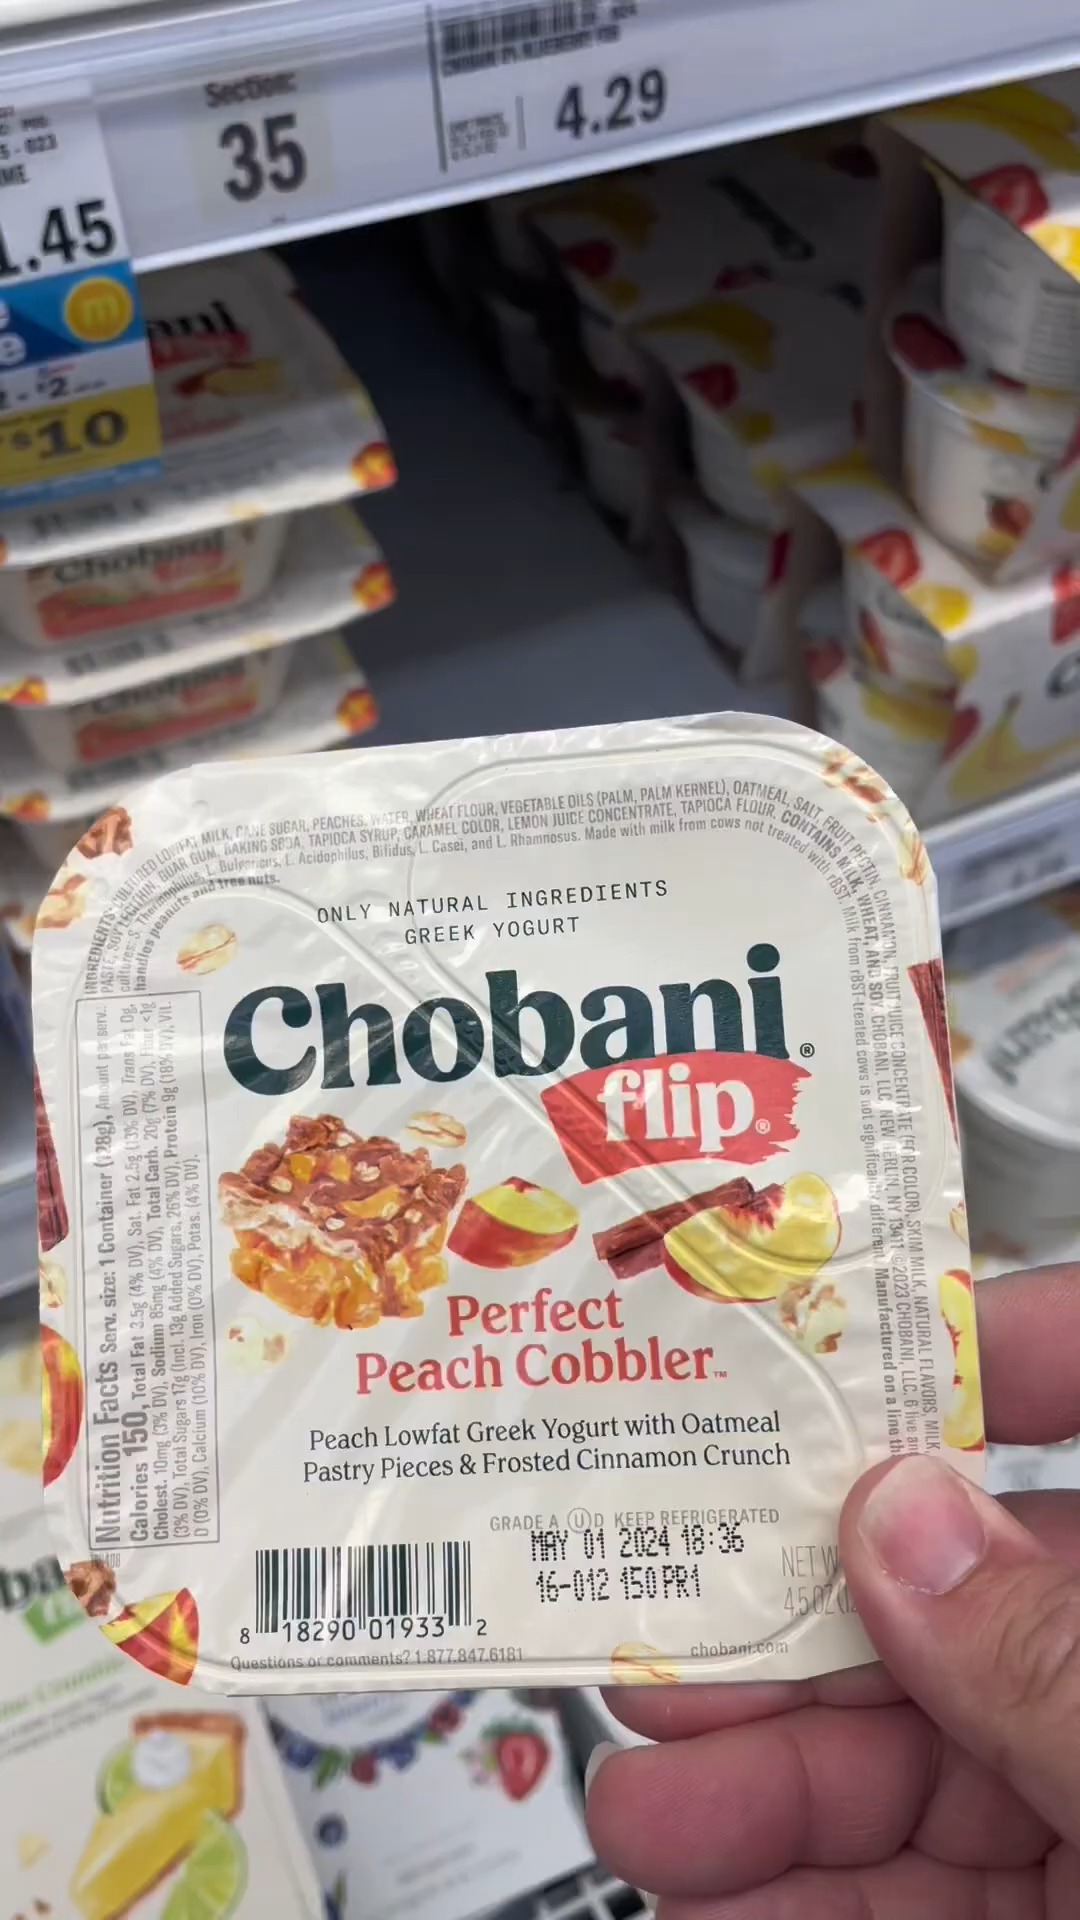 Section:
35
4.29
.45
$10
Chobani
Chobani
INGREDIENTS: CULTURED LOWFAT MILK, CANE SUGAR, PEACHES, WATER, WHEAT FLOUR, VEGETABLE OILS (PALM, PALM KERNEL), OATMEAL, SALT, FRUIT PECTIN, CINNAMON, FRUIT JUICE CONCENTRATE (FOR COLOR), SKIM MILK, NATURAL FLAVORS, MILK
PASTE, SOY LECITHIN, GUAR GUM, BAKING SODA, TAPIOCA SYRUP, CARAMEL COLOR, LEMON JUICE CONCENTRATE, TAPIOCA FLOUR. CONTAINS MILK, WHEAT, AND SOY. CHOBANI, LLC, NEW BERLIN, NY 13411 ©2023 CHOBANI, LLC. 6 live and
cultures: S. Thermophilus, L. Bulgaricus, L. Acidophilus, Bifidus, L. Casei, and L. Rhamnosus. Made with milk from cows not treated with rBST. Milk from rBST-treated cows is not significantly different. Manufactured on a line th
handles peanuts and tree nuts.
ONLY NATURAL INGREDIENTS
GREEK YOGURT
Chobani®
flip®
Perfect
Peach Cobbler™
Peach Lowfat Greek Yogurt with Oatmeal
Pastry Pieces & Frosted Cinnamon Crunch
Nutrition Facts Serv. size: 1 Container (128g), Amount per serv.:
Calories 150, Total Fat 3.5g (4% DV), Sat. Fat 2.5g (13% DV), Trans Fat 0g,
Cholest. 10mg (3% DV), Sodium 85mg (4% DV), Total Carb. 20g (7% DV), Fiber <1g
(3% DV), Total Sugars 17g (Incl. 13g Added Sugars, 26% DV), Protein 9g (18% DV), Vit.
D (0% DV), Calcium (10% DV), Iron (0% DV), Potas. (4% DV).
GRADE A Ⓤ D KEEP REFRIGERATED
MAY 01 2024 18:36
16-012 150 PR1
NET W
4.5 OZ
8 18290 01933 2
Questions or comments? 1.877.847.6181
chobani.com